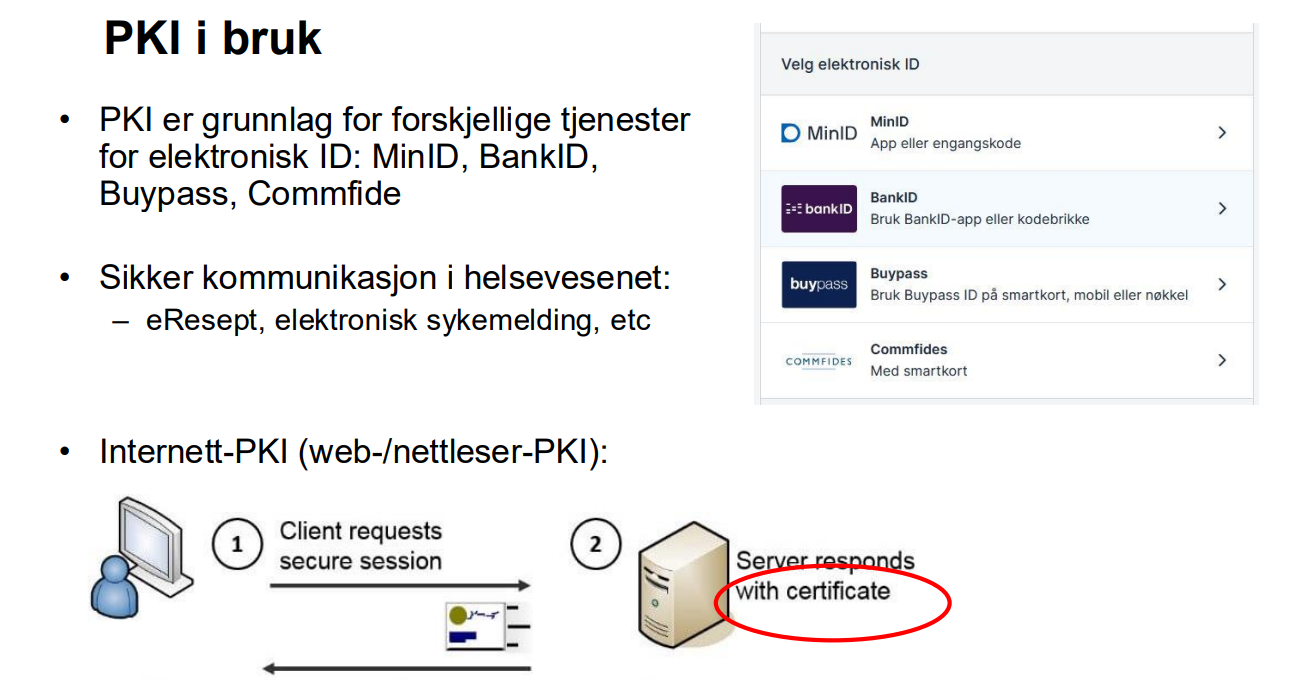 PKI i bruk
• PKI er grunnlag for forskjellige tjenester
for elektronisk ID: MinID, BankID,
Buypass, Commfide
• Sikker kommunikasjon i helsevesenet:
– eResept, elektronisk sykemelding, etc
Velg elektronisk ID
MinID
MinID
App eller engangskode
bankID
BankID
Bruk BankID-app eller kodebrikke
buypass
Buypass
Bruk Buypass ID på smartkort, mobil eller nøkkel
COMMFIDES
Commfides
Med smartkort
• Internett-PKI (web-/nettleser-PKI):
1
Client requests
secure session
2
Server responds
with certificate